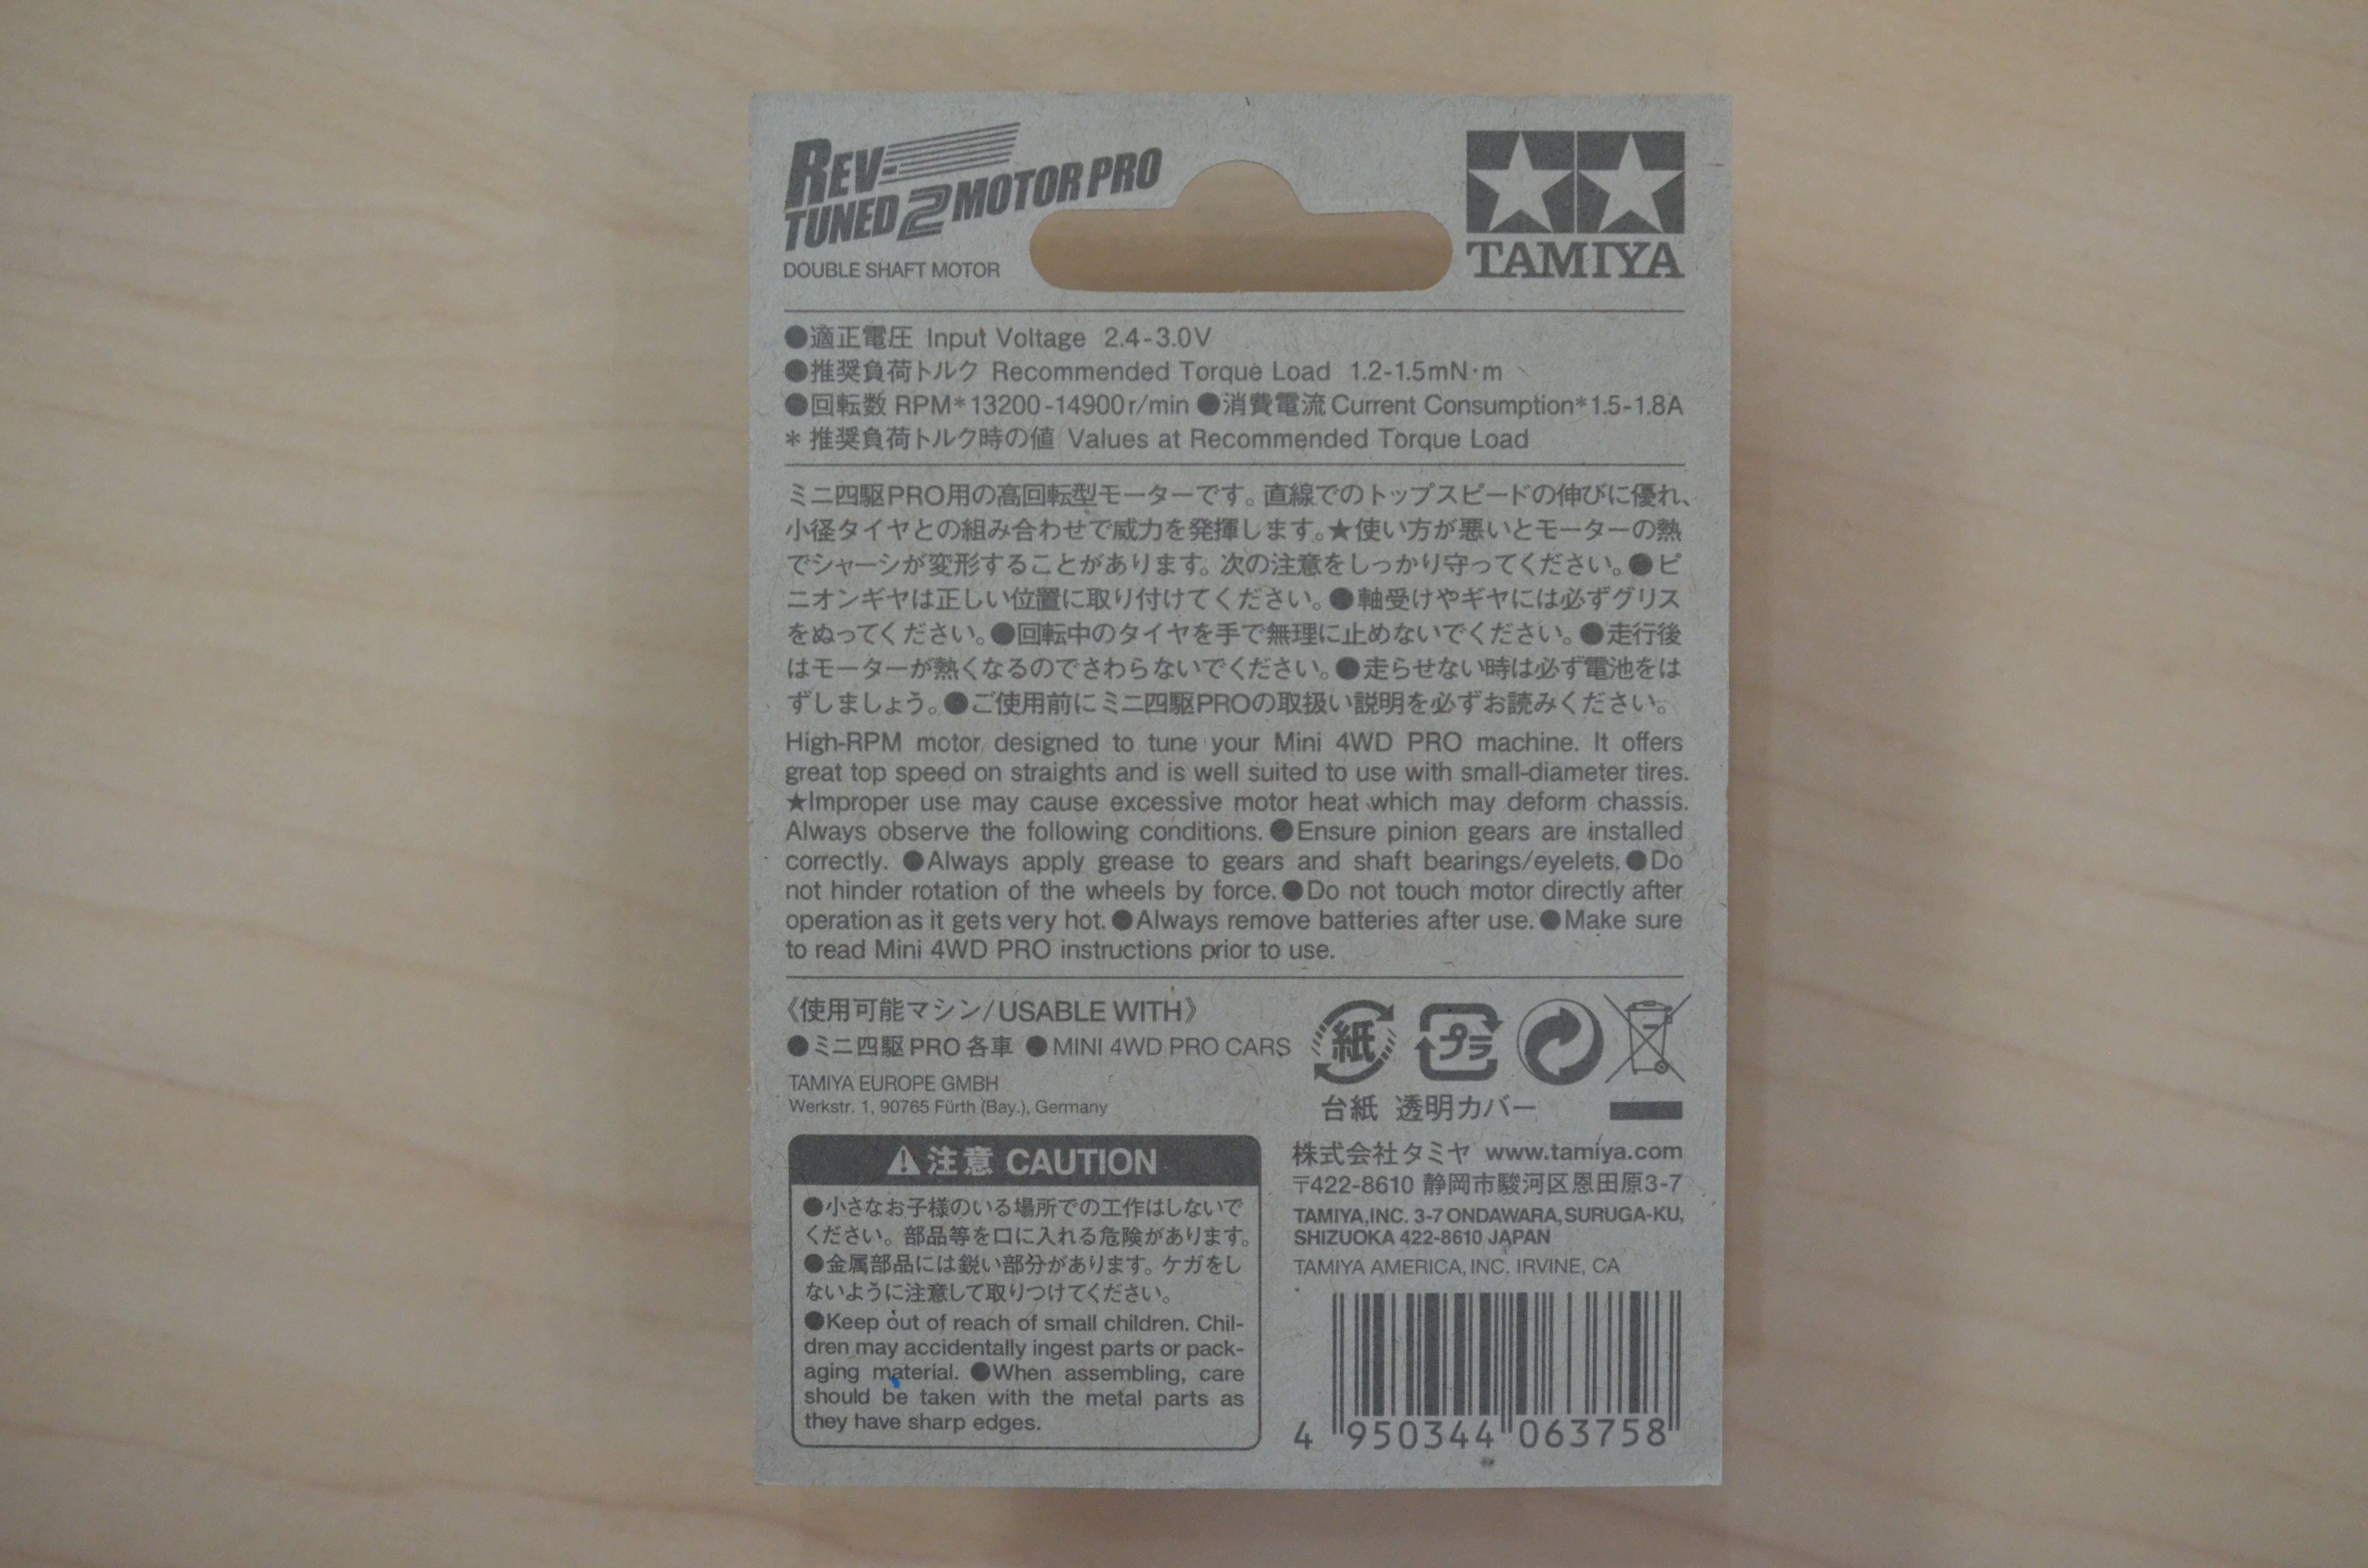 REV-
TUNED 2 MOTOR PRO
DOUBLE SHAFT MOTOR
TAMIYA
●適正電圧 Input Voltage 2.4-3.0V
●推奨負荷トルク Recommended Torque Load 1.2-1.5mN·m
●回転数 RPM*13200-14900r/min ●消費電流 Current Consumption*1.5-1.8A
* 推奨負荷トルク時の値 Values at Recommended Torque Load
ミニ四駆PRO用の高回転型モーターです。直線でのトップスピードの伸びに優れ、
小径タイヤとの組み合わせで威力を発揮します。★使い方が悪いとモーターの熱
でシャーシが変形することがあります。次の注意をしっかり守ってください。●ピ
ニオンギヤは正しい位置に取り付けてください。●軸受けやギヤには必ずグリス
をぬってください。●回転中のタイヤを手で無理に止めないでください。●走行後
はモーターが熱くなるのでさわらないでください。●走らせない時は必ず電池をは
ずしましょう。●ご使用前にミニ四駆PROの取扱い説明を必ずお読みください。
High-RPM motor designed to tune your Mini 4WD PRO machine. It offers
great top speed on straights and is well suited to use with small-diameter tires.
★Improper use may cause excessive motor heat which may deform chassis.
Always observe the following conditions. ●Ensure pinion gears are installed
correctly. ●Always apply grease to gears and shaft bearings/eyelets. ●Do
not hinder rotation of the wheels by force. ●Do not touch motor directly after
operation as it gets very hot. ●Always remove batteries after use. ●Make sure
to read Mini 4WD PRO instructions prior to use.
《使用可能マシン/USABLE WITH》
●ミニ四駆PRO各車 ●MINI 4WD PRO CARS
TAMIYA EUROPE GMBH
Werkstr. 1, 90765 Fürth (Bay.), Germany
紙 プラ
台紙 透明カバー
注意 CAUTION
●小さなお子様のいる場所での工作はしないで
ください。部品等を口に入れる危険があります。
●金属部品には鋭い部分があります。ケガをし
ないように注意して取りつけてください。
●Keep out of reach of small children. Chil-
dren may accidentally ingest parts or pack-
aging material. ●When assembling, care
should be taken with the metal parts as
they have sharp edges.
株式会社タミヤ www.tamiya.com
〒422-8610 静岡市駿河区恩田原3-7
TAMIYA,INC. 3-7 ONDAWARA, SURUGA-KU,
SHIZUOKA 422-8610 JAPAN
TAMIYA AMERICA, INC. IRVINE, CA
4 950344 063758